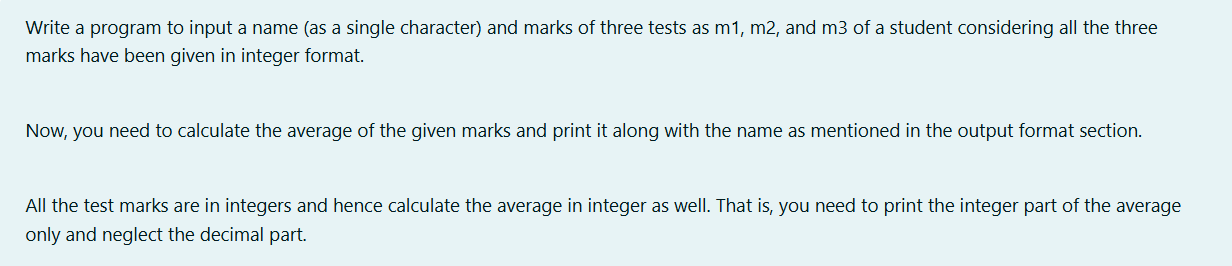 Write a program to input a name (as a single character) and marks of three tests as m1, m2, and m3 of a student considering all the three
marks have been given in integer format.
Now, you need to calculate the average of the given marks and print it along with the name as mentioned in the output format section.
All the test marks are in integers and hence calculate the average in integer as well. That is, you need to print the integer part of the average
only and neglect the decimal part.